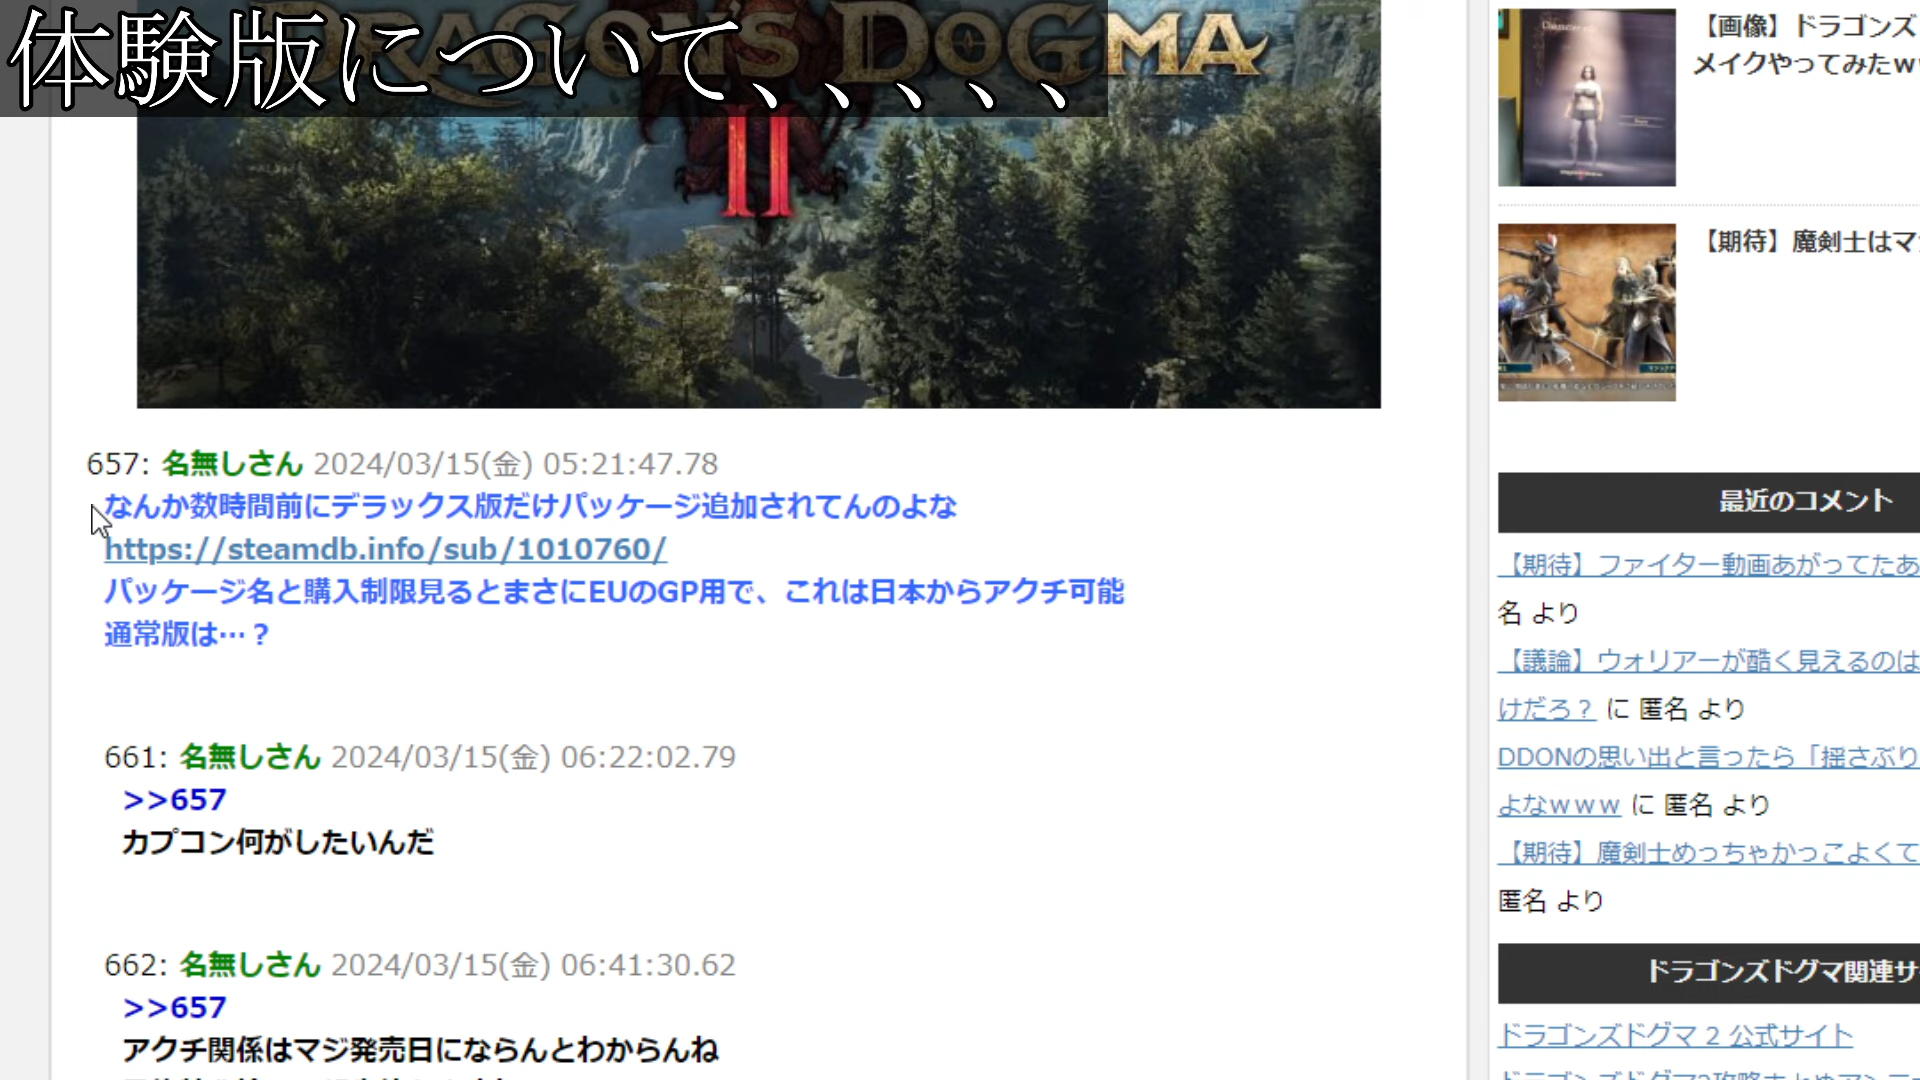 体験版について、、、、、
DRAGON'S DOGMA
II
657: 名無しさん 2024/03/15(金) 05:21:47.78
なんか数時間前にデラックス版だけパッケージ追加されてんのよな
https://steamdb.info/sub/1010760/
パッケージ名と購入制限見るとまさにEUのGP用で、これは日本からアクチ可能
通常版は…？
661: 名無しさん 2024/03/15(金) 06:22:02.79
>>657
カプコン何がしたいんだ
662: 名無しさん 2024/03/15(金) 06:41:30.62
>>657
アクチ関係はマジ発売日にならんとわからんね
【画像】ドラゴンズ
メイクやってみたw
【期待】魔剣士はマ
最近のコメント
【期待】ファイター動画あがってたあ
名 より
【議論】ウォリアーが酷く見えるのは
けだろ？ に 匿名 より
DDONの思い出と言ったら「揺さぶり
よなｗｗｗ に 匿名 より
【期待】魔剣士めっちゃかっこよくて
匿名 より
ドラゴンズドグマ関連サ
ドラゴンズドグマ 2 公式サイト